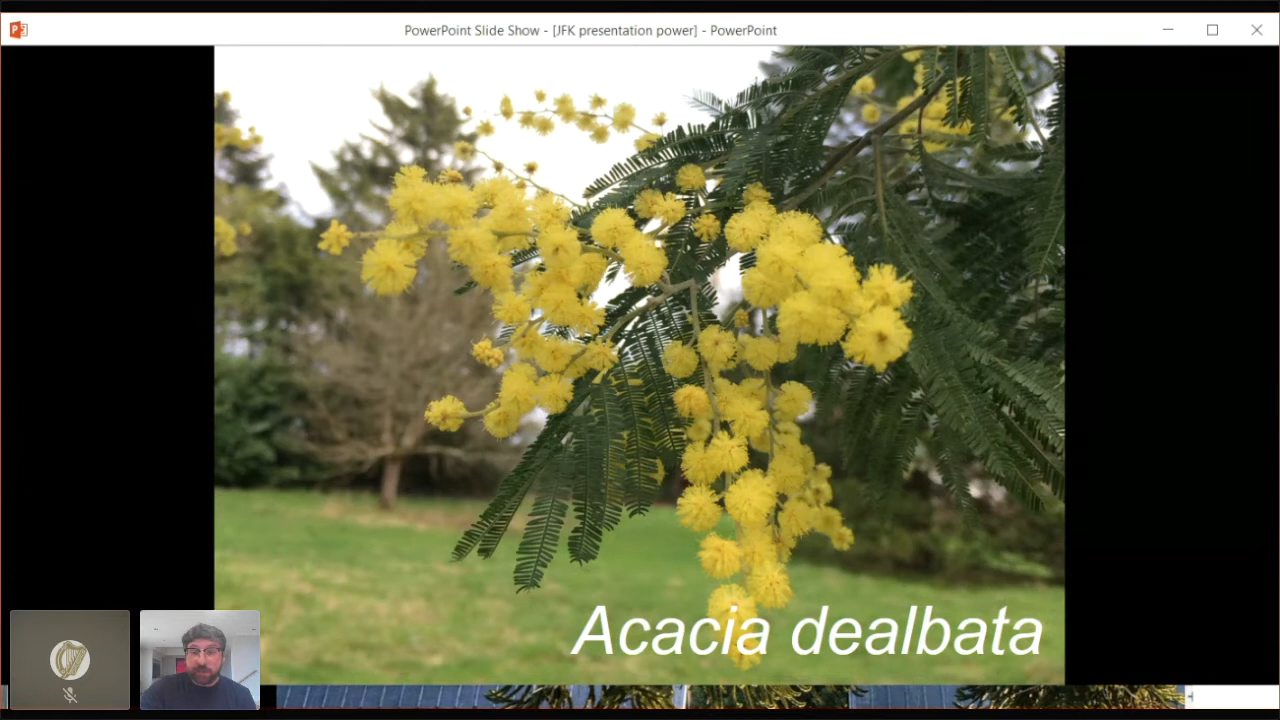 PowerPoint Slide Show - [JFK presentation power] - PowerPoint
Acacia dealbata